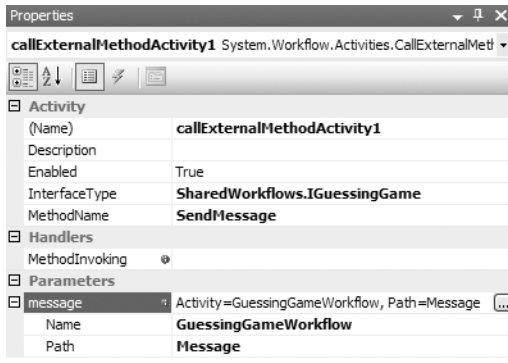 Properties
callExternalMethodActivity1 System.Workflow.Activities.CallExternalMeth
Activity
(Name) callExternalMethodActivity1
Description
Enabled True
InterfaceType SharedWorkflows.IGuessingGame
MethodName SendMessage
Handlers
MethodInvoking
Parameters
message Activity=GuessingGameWorkflow, Path=Message ...
Name GuessingGameWorkflow
Path Message